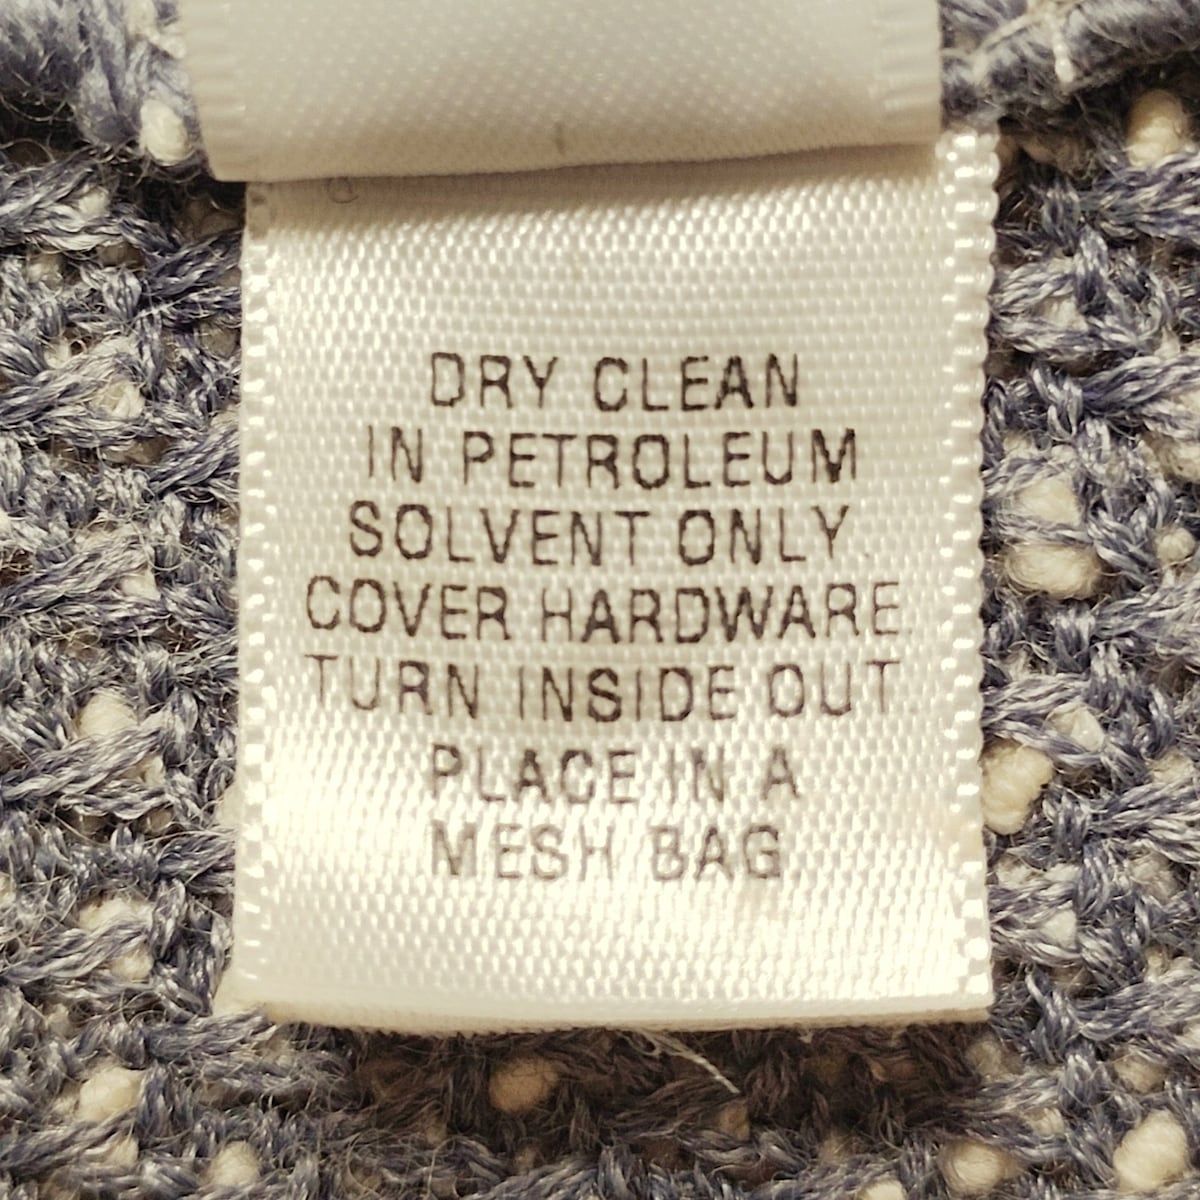 DRY CLEAN
IN PETROLEUM
SOLVENT ONLY.
COVER HARDWARE.
TURN INSIDE OUT.
PLACE IN A
MESH BAG